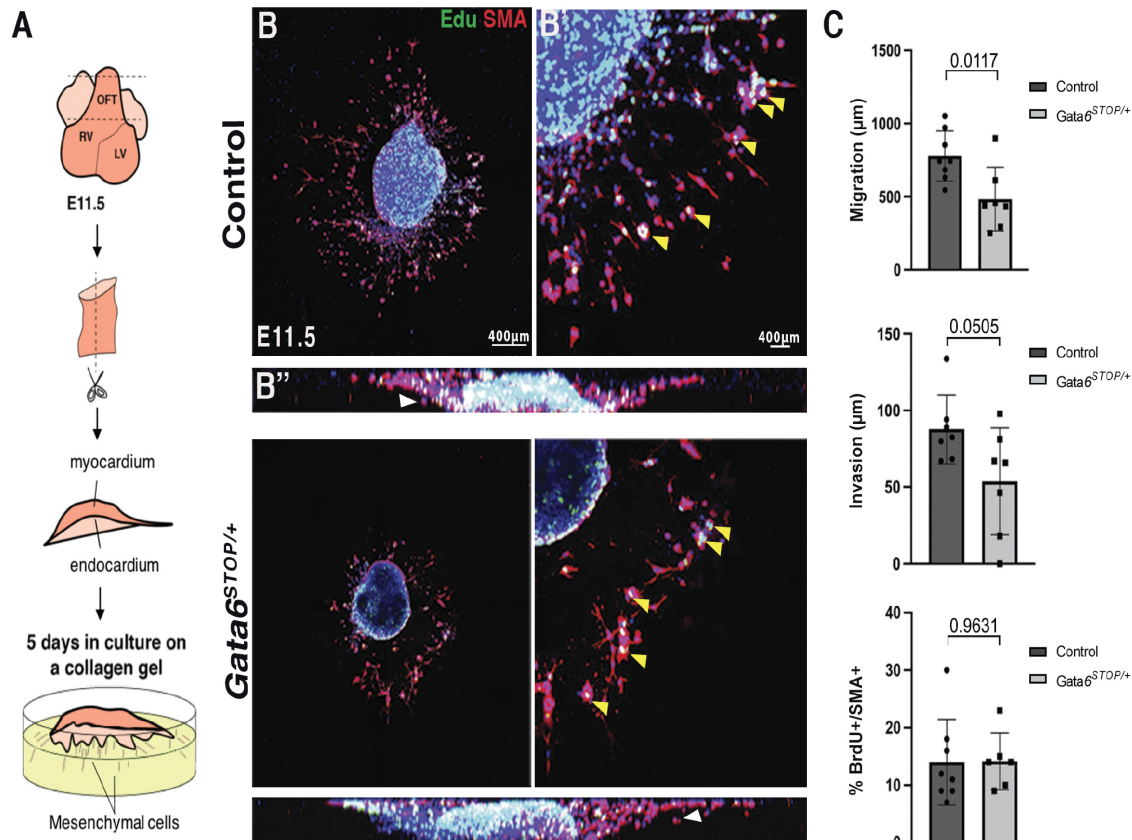 A
OFT
RV
LV
E11.5
myocardium
endocardium
5 days in culture on
a collagen gel
Mesenchymal cells
B
Edu SMA
B'
Control
E11.5
400µm
400µm
B''
Gata6STOP/+
C
1500
1000
500
0
Migration (µm)
0.0117
Control
Gata6STOP/+
150
100
50
0
Invasion (µm)
0.0505
Control
Gata6STOP/+
40
30
20
10
% BrdU+/SMA+
0.9631
Control
Gata6STOP/+